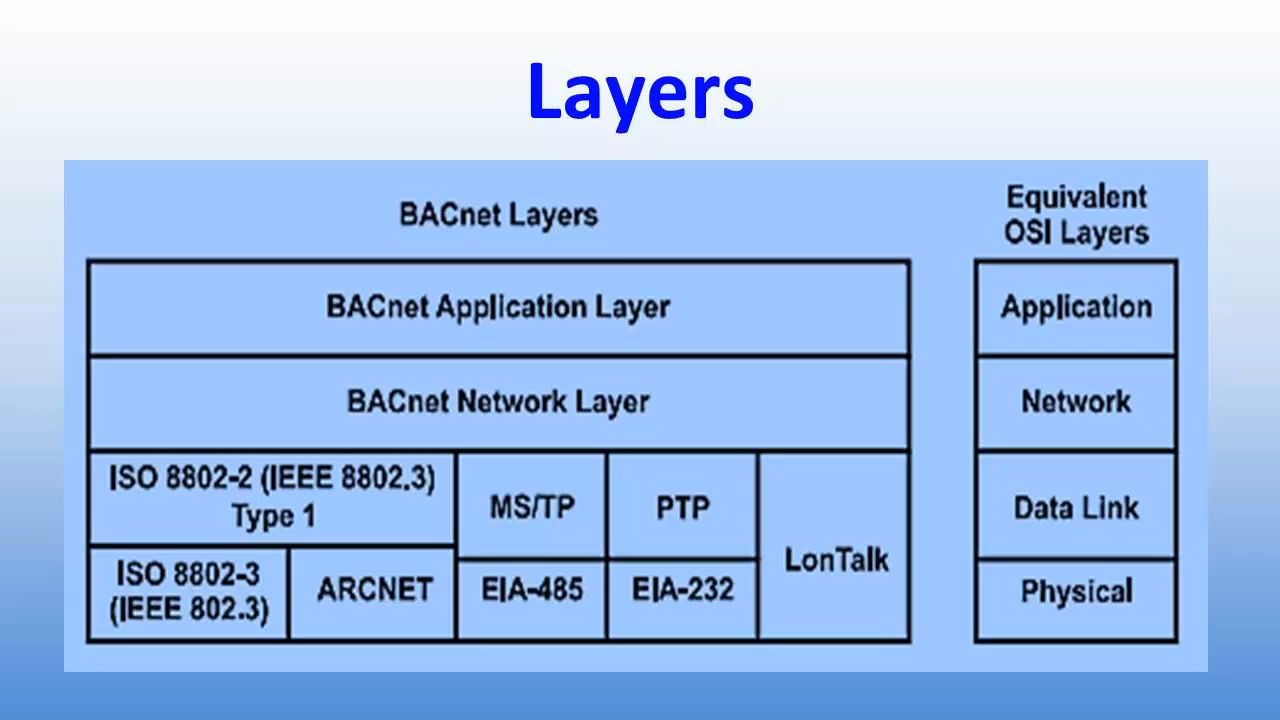 Layers
BACnet Layers
Equivalent
OSI Layers
BACnet Application Layer
Application
BACnet Network Layer
Network
ISO 8802-2 (IEEE 8802.3)
Type 1
MS/TP
PTP
LonTalk
Data Link
ISO 8802-3
(IEEE 802.3)
ARCNET
EIA-485
EIA-232
Physical